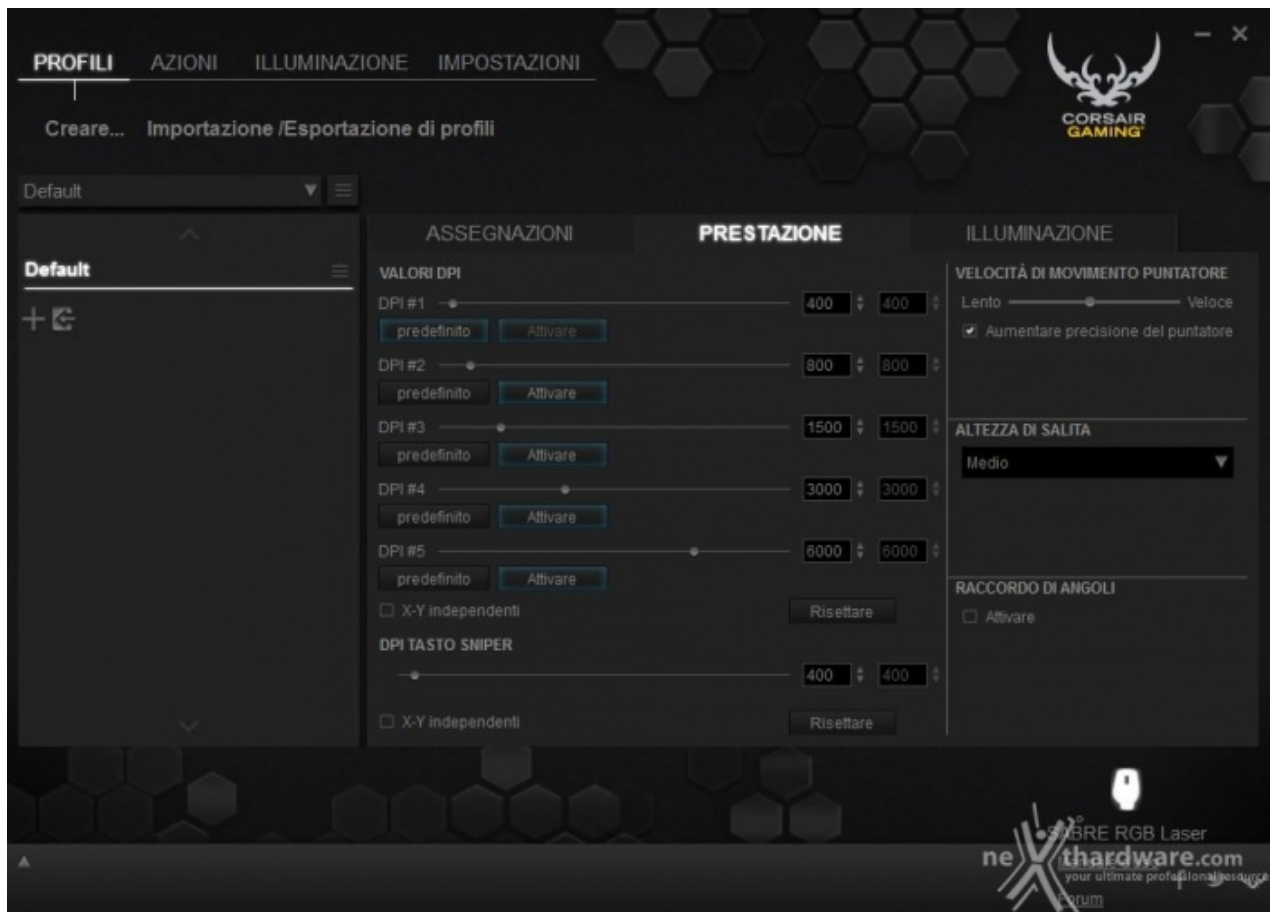 PROFILI AZIONI ILLUMINAZIONE IMPOSTAZIONI
Creare... Importazione /Esportazione di profili
CORSAIR
GAMING
Default
Default
ASSEGNAZIONI PRESTAZIONE ILLUMINAZIONE
VALORI DPI
DPI #1 400 400
predefinito Attivare
DPI #2 800 800
predefinito Attivare
DPI #3 1500 1500
predefinito Attivare
DPI #4 3000 3000
predefinito Attivare
DPI #5 6000 6000
predefinito Attivare
X-Y independenti Risettare
DPI TASTO SNIPER
400 400
X-Y independenti Risettare
VELOCITÀ DI MOVIMENTO PUNTATORE
Lento Veloce
Aumentare precisione del puntatore
ALTEZZA DI SALITA
Medio
RACCORDO DI ANGOLI
Attivare
SABRE RGB Laser
nexthardware.com
your ultimate professional resource
Forum